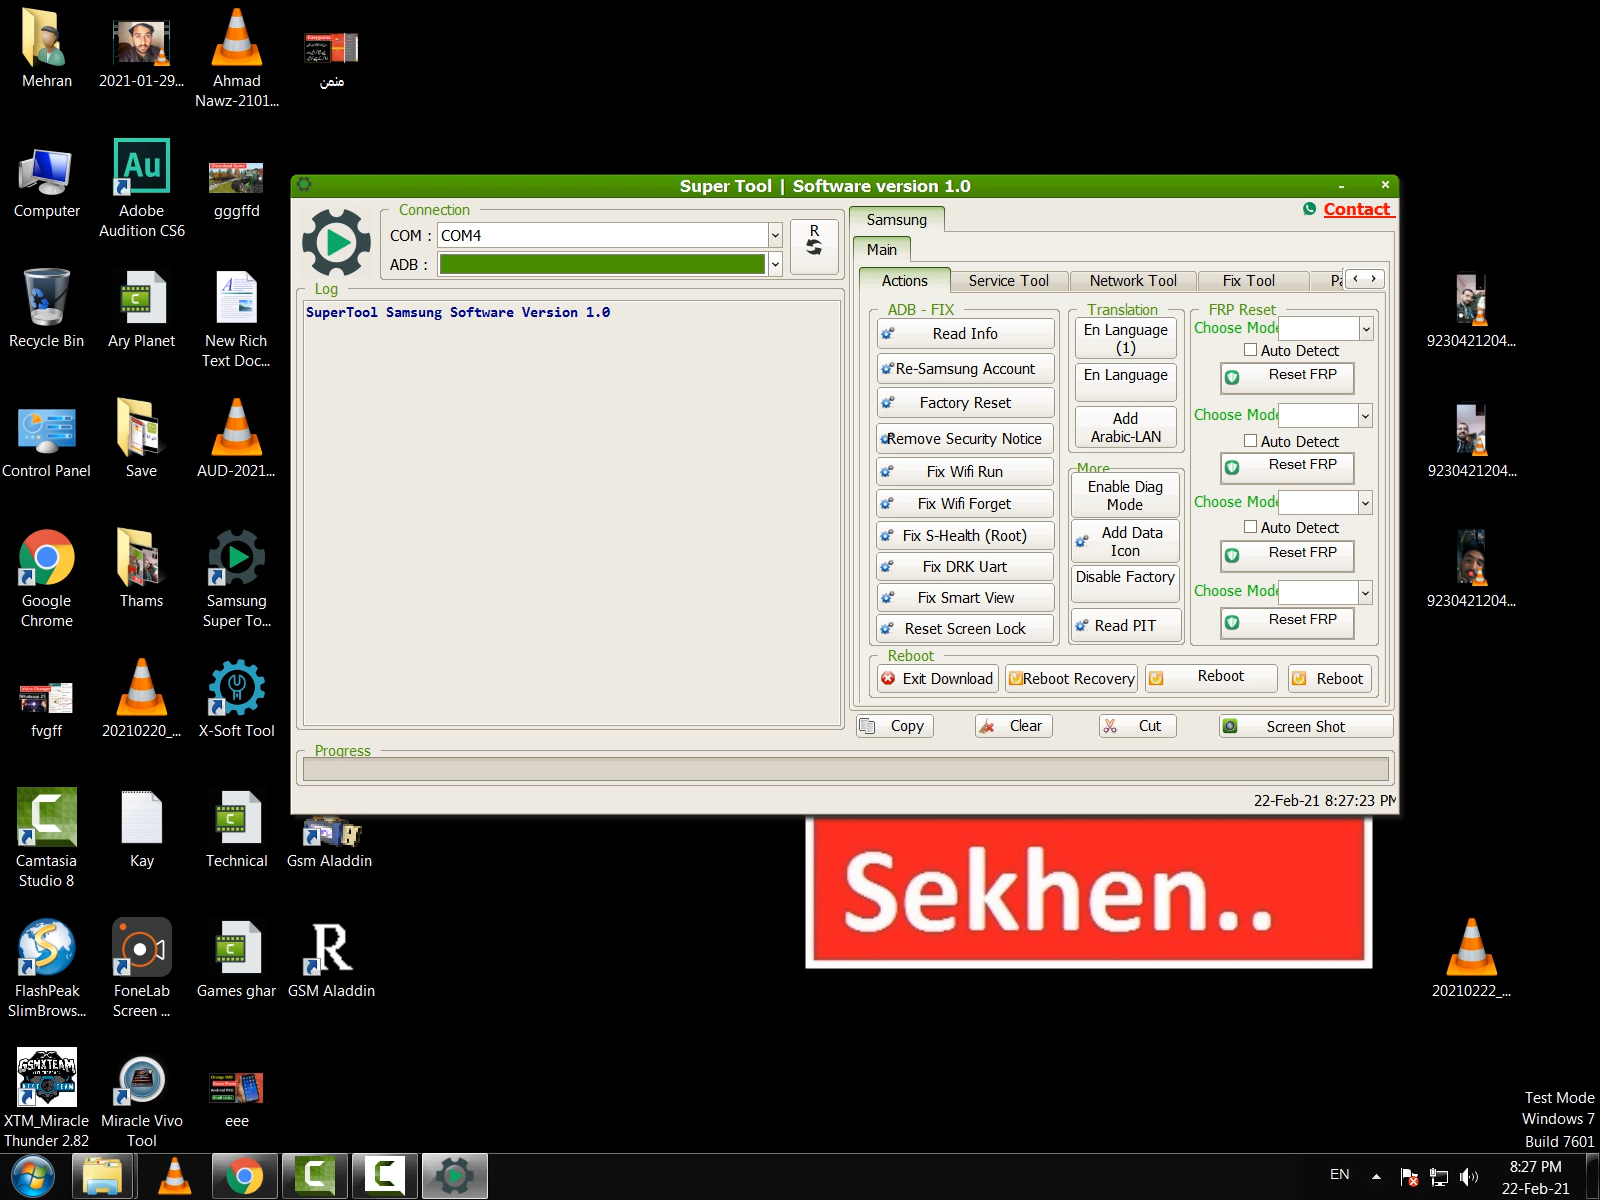 Mehran
2021-01-29...
Ahmad
Nawz-2101...
منمن
Computer
Adobe
Audition CS6
gggffd
Recycle Bin
Ary Planet
New Rich
Text Doc...
Control Panel
Save
AUD-2021...
Google
Chrome
Thams
Samsung
Super To...
fvgff
20210220_...
X-Soft Tool
Camtasia
Studio 8
Kay
Technical
Gsm Aladdin
FlashPeak
SlimBrows...
FoneLab
Screen ...
Games ghar
GSM Aladdin
XTM_Miracle
Thunder 2.82
Miracle Vivo
Tool
eee
Super Tool | Software version 1.0
Contact
Connection
COM : COM4
ADB :
R
Log
SuperTool Samsung Software Version 1.0
Samsung
Main
Actions
Service Tool
Network Tool
Fix Tool
ADB - FIX
Read Info
Re-Samsung Account
Factory Reset
Remove Security Notice
Fix Wifi Run
Fix Wifi Forget
Fix S-Health (Root)
Fix DRK Uart
Fix Smart View
Reset Screen Lock
Translation
En Language
(1)
En Language
Add
Arabic-LAN
More
Enable Diag
Mode
Add Data
Icon
Disable Factory
Read PIT
FRP Reset
Choose Mode
Auto Detect
Reset FRP
Choose Mode
Auto Detect
Reset FRP
Choose Mode
Auto Detect
Reset FRP
Choose Mode
Reset FRP
Reboot
Exit Download
Reboot Recovery
Reboot
Reboot
Copy
Clear
Cut
Screen Shot
Progress
22-Feb-21 8:27:23 PM
Sekhen..
9230421204...
9230421204...
9230421204...
20210222_...
Test Mode
Windows 7
Build 7601
EN
8:27 PM
22-Feb-21